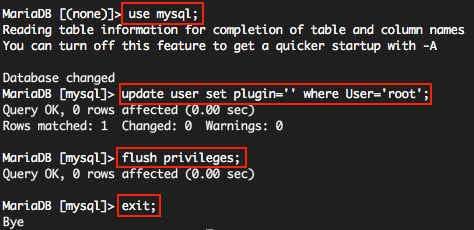 MariaDB [(none)]> use mysql;
Reading table information for completion of table and column names
You can turn off this feature to get a quicker startup with -A
Database changed
MariaDB [mysql]> update user set plugin='' where User='root';
Query OK, 0 rows affected (0.00 sec)
Rows matched: 1  Changed: 0  Warnings: 0
MariaDB [mysql]> flush privileges;
Query OK, 0 rows affected (0.00 sec)
MariaDB [mysql]> exit;
Bye